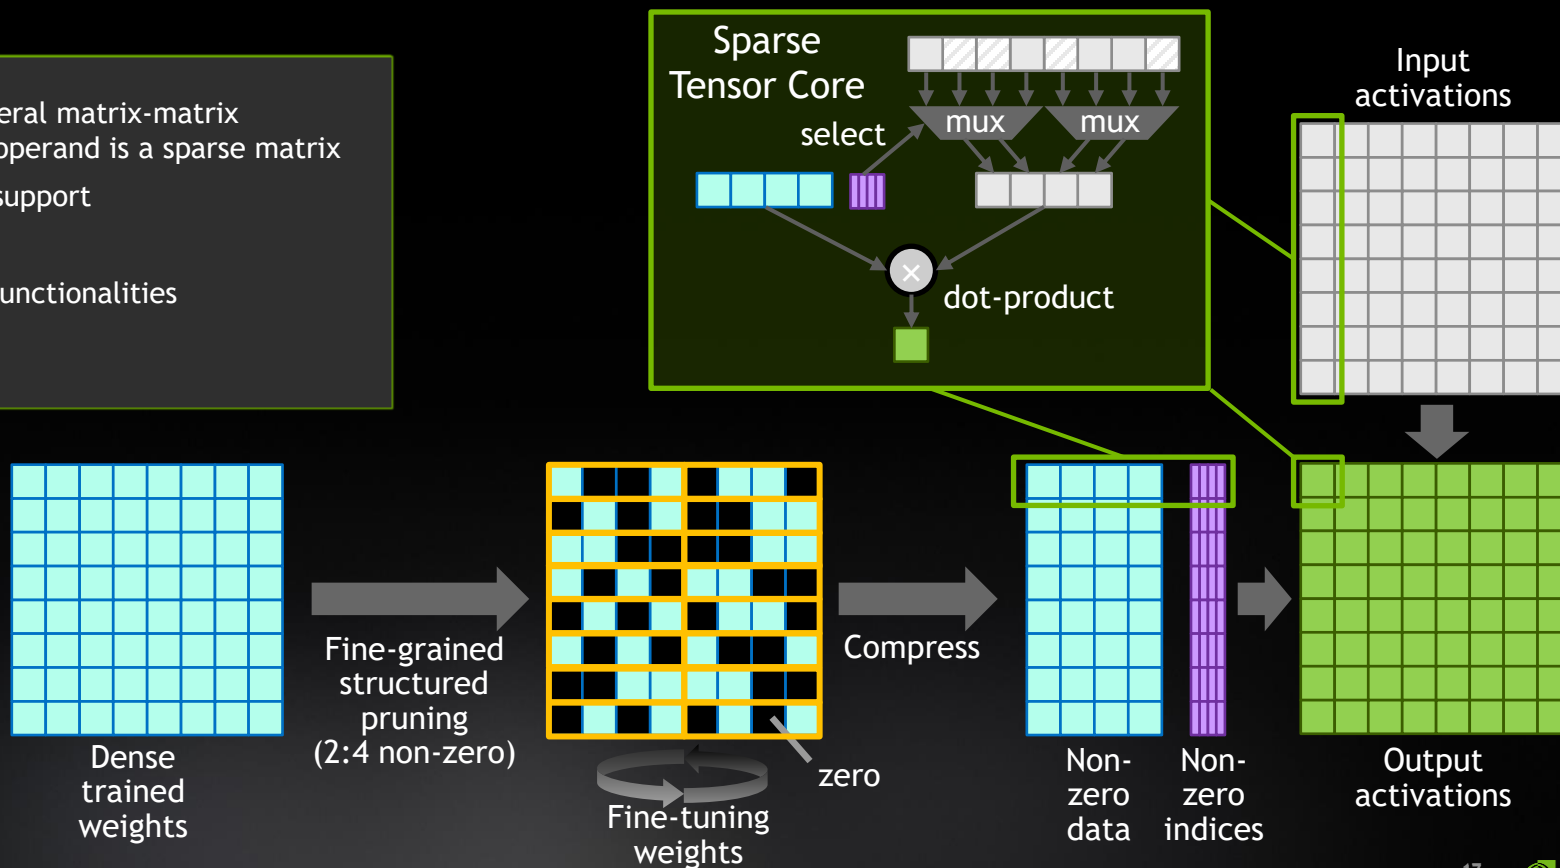 eral matrix-matrix
operand is a sparse matrix
support
unctionalities
Sparse
Tensor Core
select
mux
mux
×
dot-product
Input
activations
Fine-grained
structured
pruning
(2:4 non-zero)
Compress
Dense
trained
weights
zero
Fine-tuning
weights
Non-
zero
data
Non-
zero
indices
Output
activations